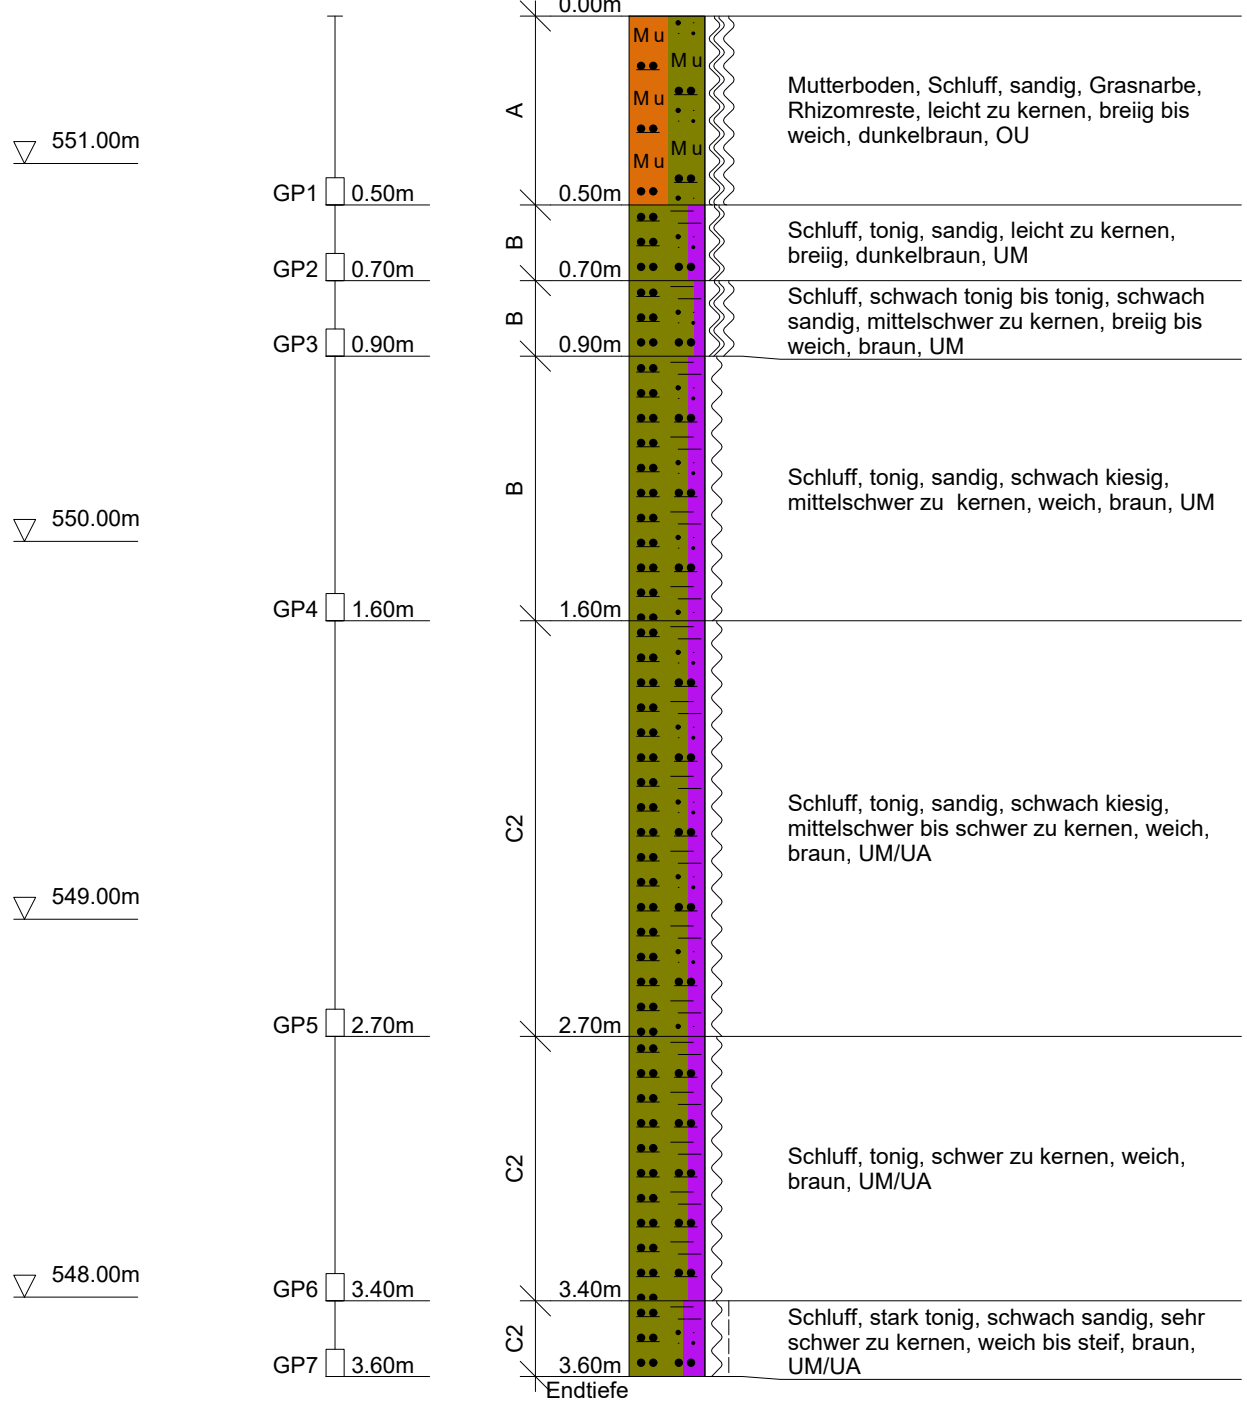 0.00m
M u
M u
A
Mutterboden, Schluff, sandig, Grasnarbe,
Rhizomreste, leicht zu kernen, breiig bis
weich, dunkelbraun, OU
M u
551.00m
M u
M u
GP1 0.50m
0.50m
B
Schluff, tonig, sandig, leicht zu kernen,
breiig, dunkelbraun, UM
GP2 0.70m
0.70m
B
Schluff, schwach tonig bis tonig, schwach
sandig, mittelschwer zu kernen, breiig bis
weich, braun, UM
GP3 0.90m
0.90m
B
Schluff, tonig, sandig, schwach kiesig,
mittelschwer zu  kernen, weich, braun, UM
550.00m
GP4 1.60m
1.60m
C2
Schluff, tonig, sandig, schwach kiesig,
mittelschwer bis schwer zu kernen, weich,
braun, UM/UA
549.00m
GP5 2.70m
2.70m
C2
Schluff, tonig, schwer zu kernen, weich,
braun, UM/UA
548.00m
GP6 3.40m
3.40m
C2
Schluff, stark tonig, schwach sandig, sehr
schwer zu kernen, weich bis steif, braun,
UM/UA
GP7 3.60m
3.60m
Endtiefe